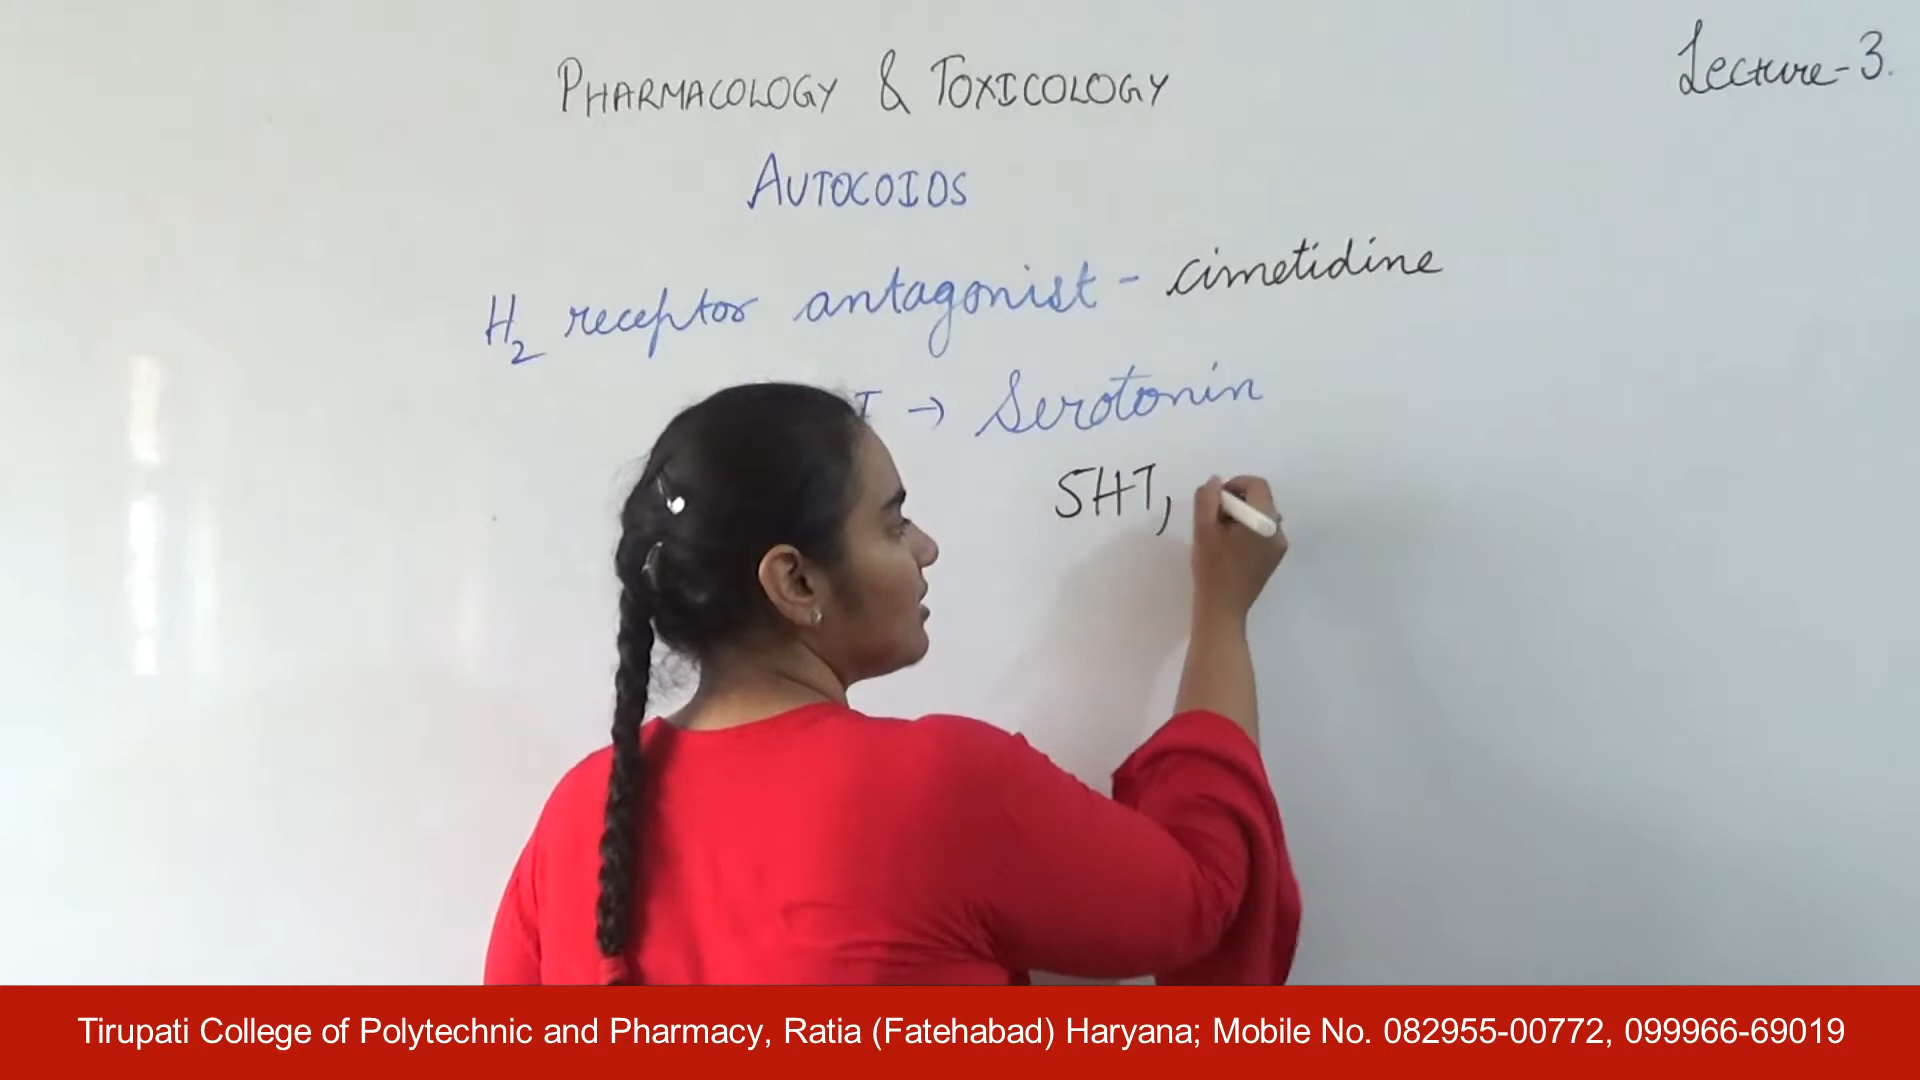 Lecture-3.
PHARMACOLOGY & TOXICOLOGY
AUTOCOIDS
H2 receptor antagonist - cimetidine
→ Serotonin
5HT,
Tirupati College of Polytechnic and Pharmacy, Ratia (Fatehabad) Haryana; Mobile No. 082955-00772, 099966-69019